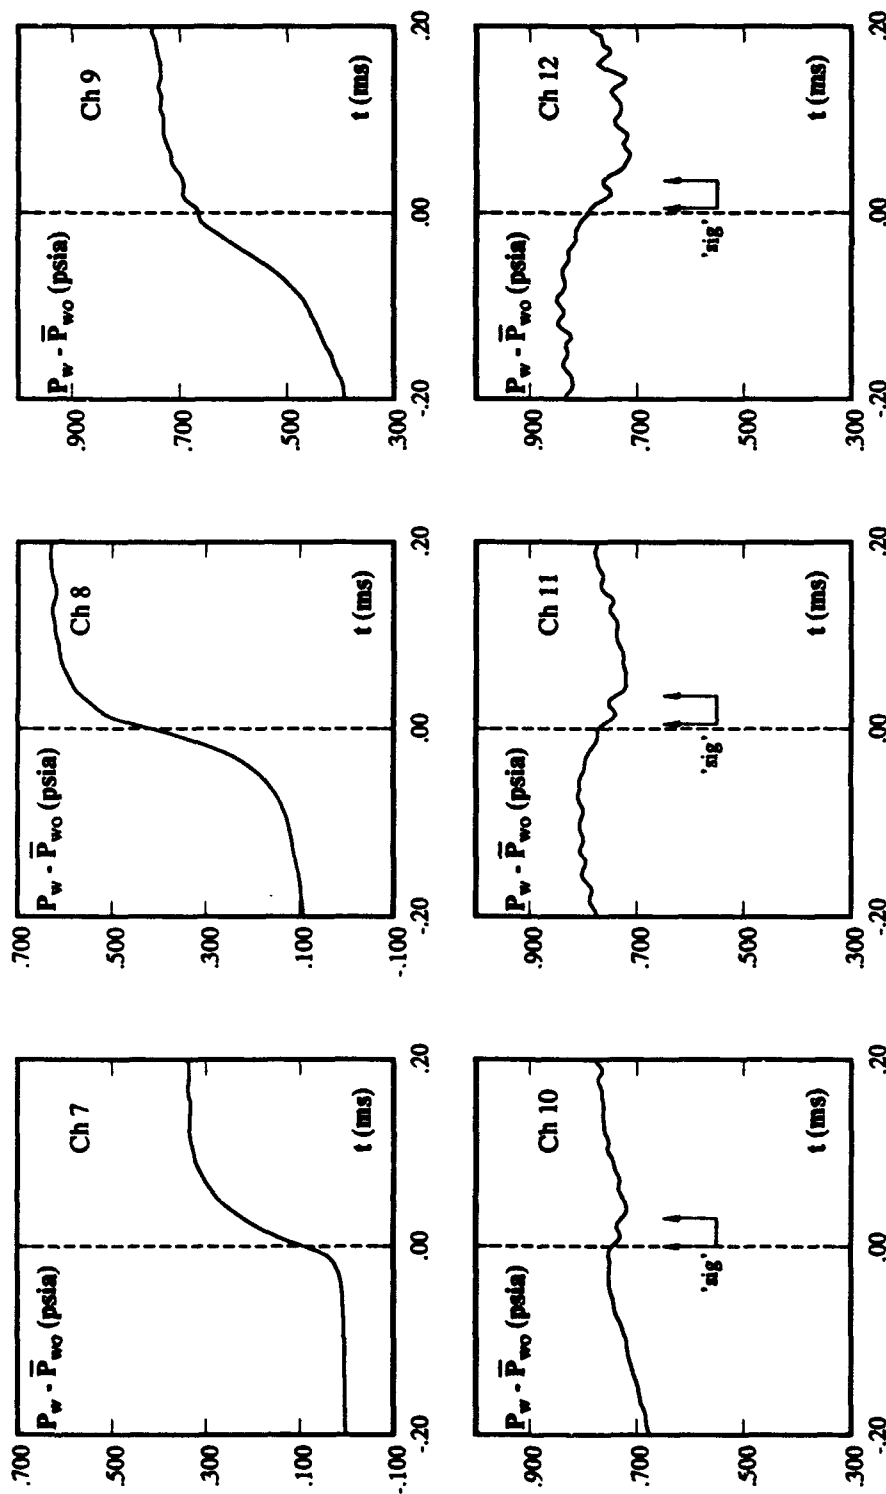 .700
.500
.300
.100
-.100
P_w - P̅_wo (psia)
Ch 7
t (ms)
-.20
.00
.20
.700
.500
.300
.100
-.100
P_w - P̅_wo (psia)
Ch 8
t (ms)
-.20
.00
.20
.900
.700
.500
.300
P_w - P̅_wo (psia)
Ch 9
t (ms)
-.20
.00
.20
.900
.700
.500
.300
P_w - P̅_wo (psia)
Ch 10
'sig'
t (ms)
-.20
.00
.20
.900
.700
.500
.300
P_w - P̅_wo (psia)
Ch 11
'sig'
t (ms)
-.20
.00
.20
.900
.700
.500
.300
P_w - P̅_wo (psia)
Ch 12
'sig'
t (ms)
-.20
.00
.20